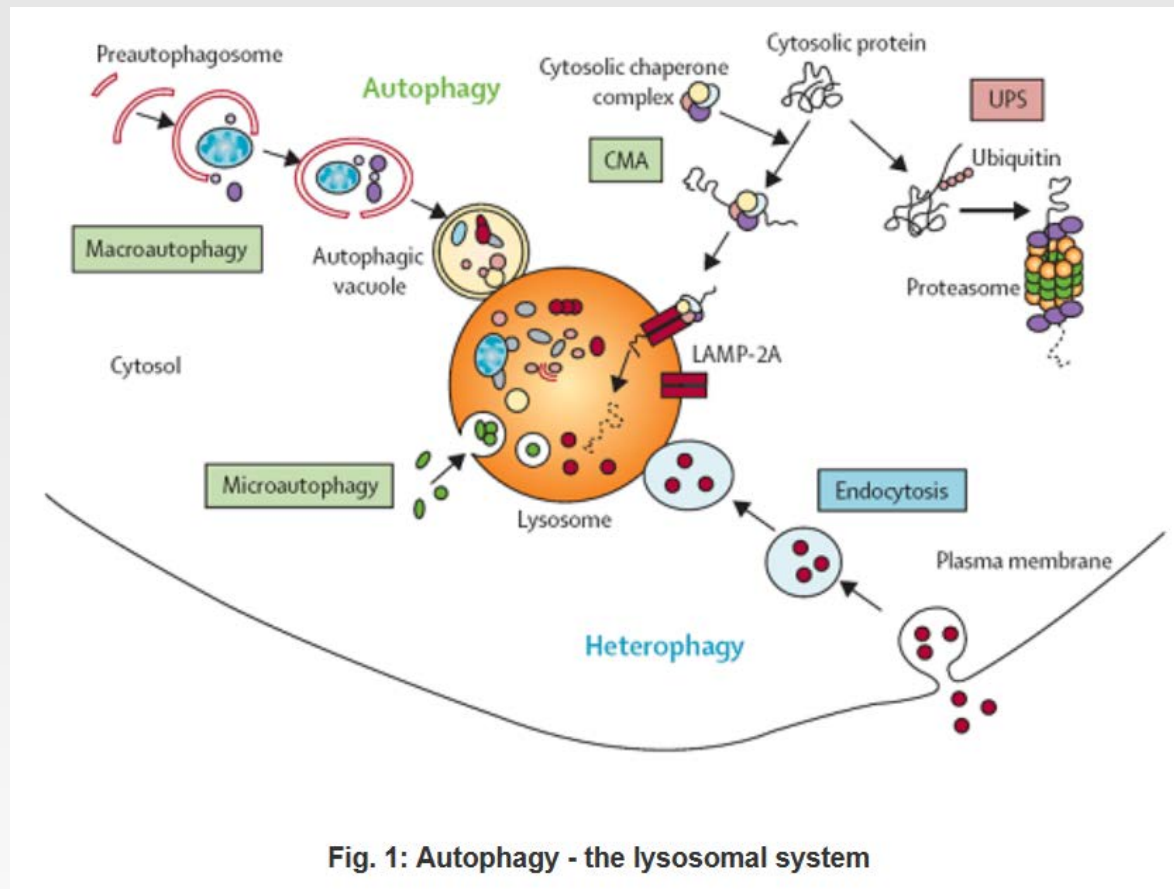 Preautophagosome
Autophagy
Cytosolic chaperone
complex
Cytosolic protein
UPS
CMA
Ubiquitin
Macroautophagy
Autophagic
vacuole
Proteasome
Cytosol
LAMP-2A
Microautophagy
Lysosome
Endocytosis
Plasma membrane
Heterophagy
Fig. 1: Autophagy - the lysosomal system